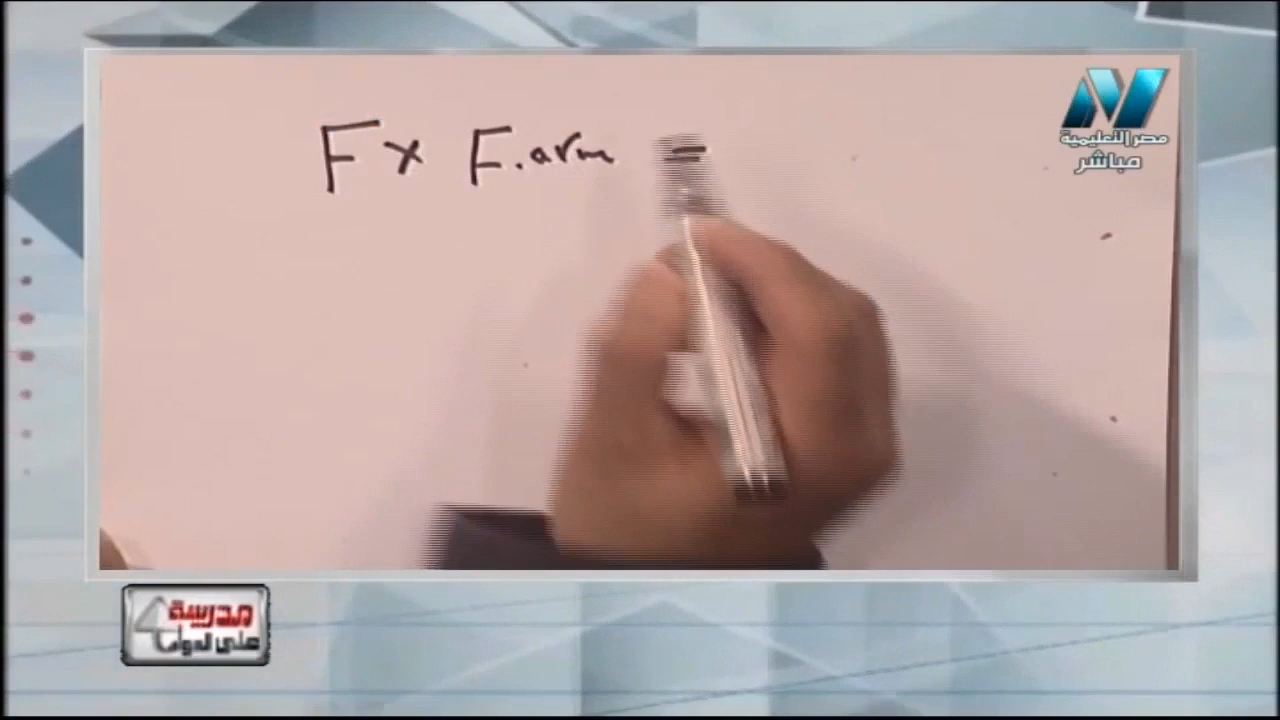 F × F.arm =
مصر التعليمية
مباشر
مدرسة
على الهواء